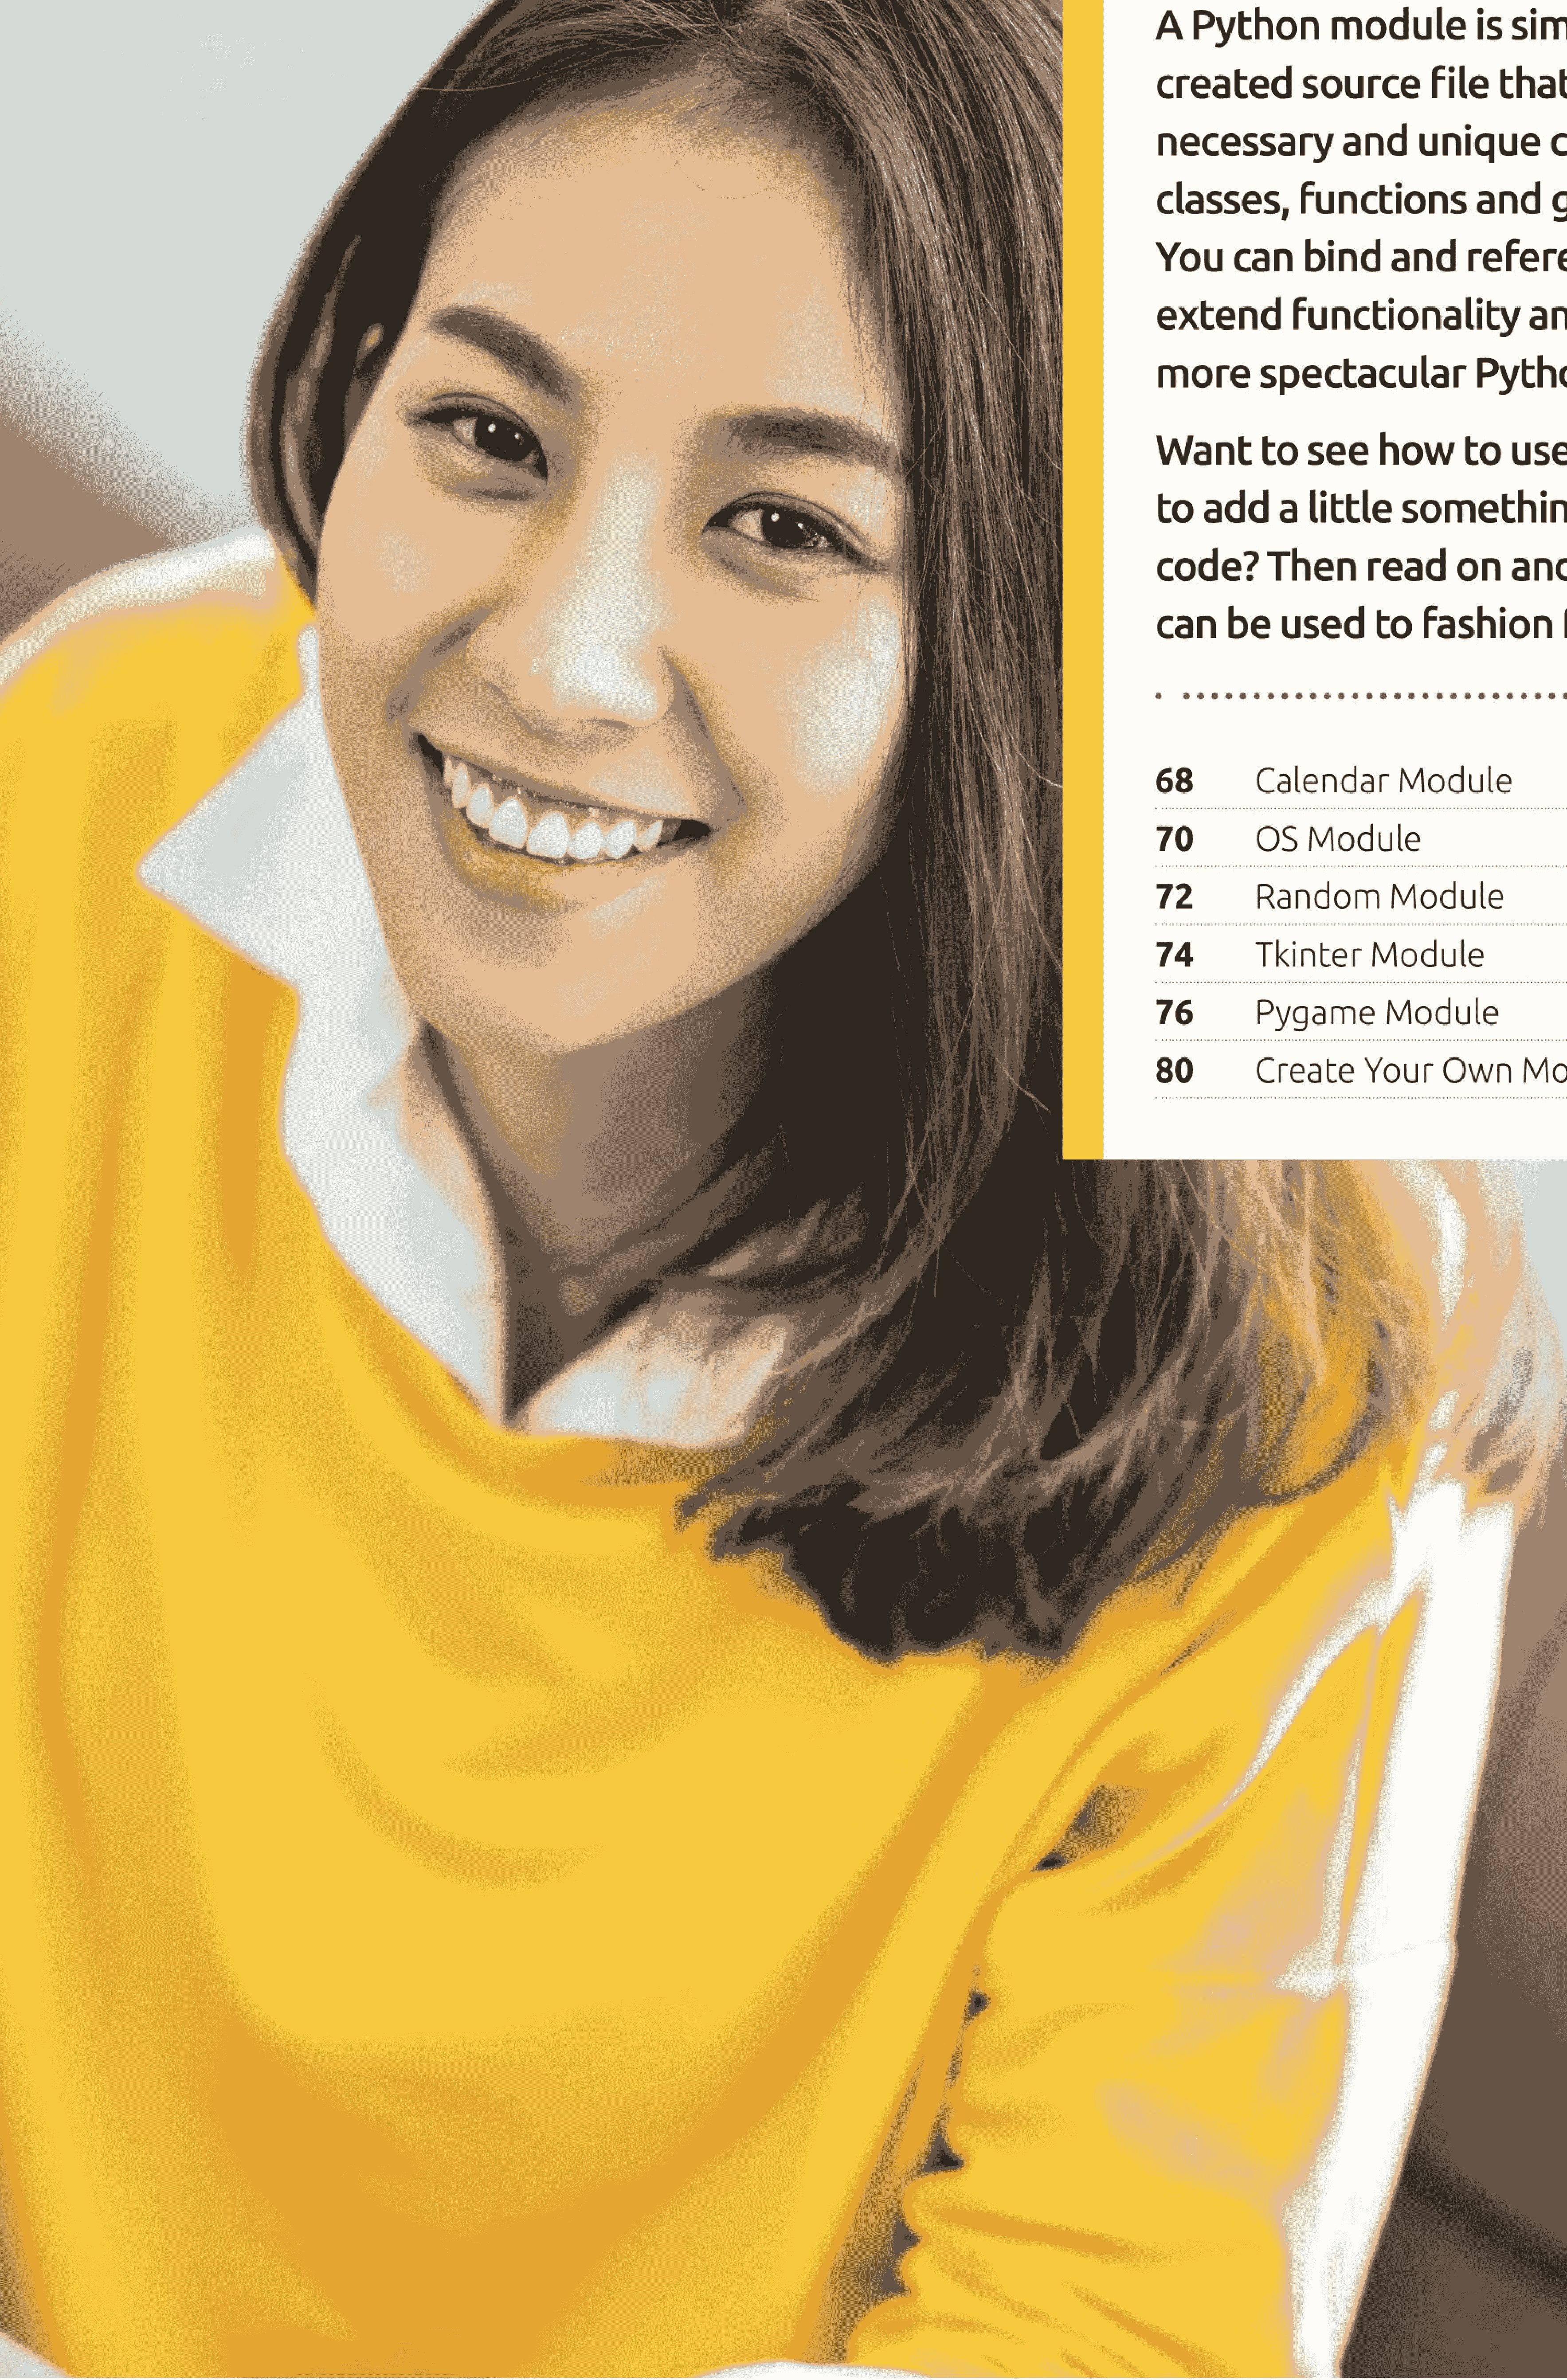 A Python module is sim
created source file that
necessary and unique c
classes, functions and g
You can bind and refere
extend functionality an
more spectacular Pytho
Want to see how to use
to add a little somethin
code? Then read on and
can be used to fashion f
68 Calendar Module
70 OS Module
72 Random Module
74 Tkinter Module
76 Pygame Module
80 Create Your Own Mo